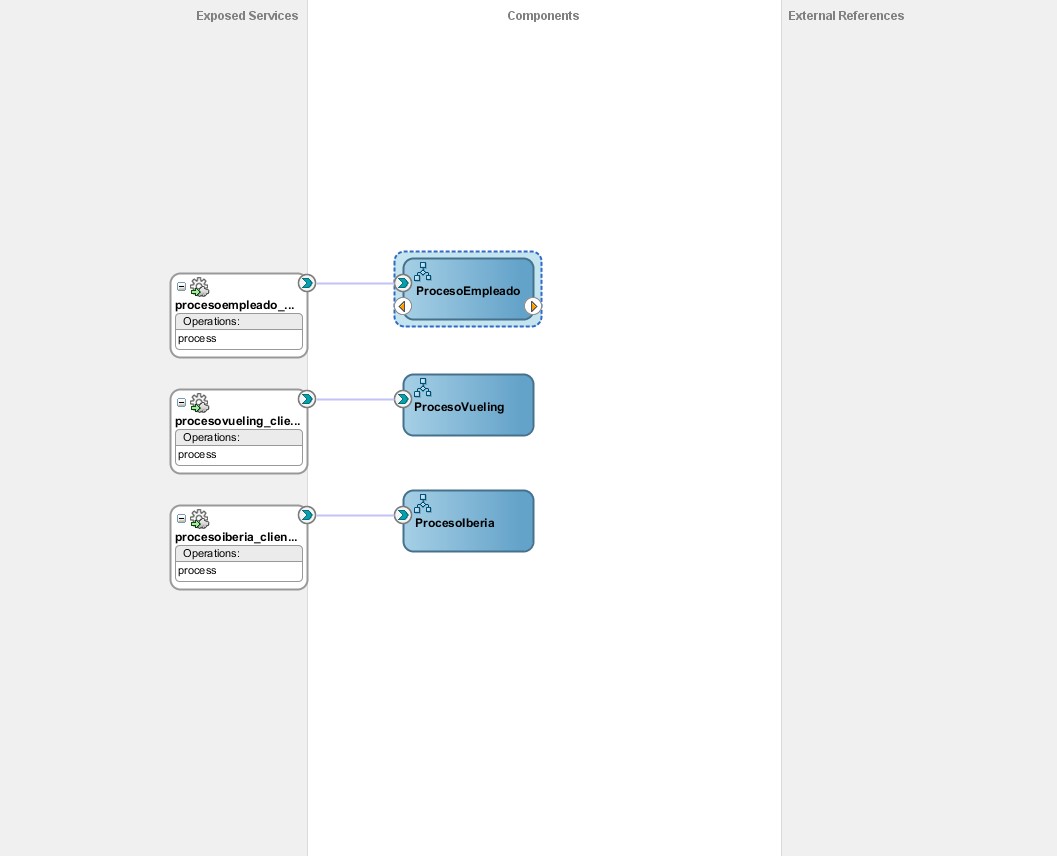 Exposed Services
Components
External References
procesoempleado_...
Operations:
process
ProcesoEmpleado
procesovueling_clie...
Operations:
process
ProcesoVueling
procesoiberia_clien...
Operations:
process
ProcesoIberia